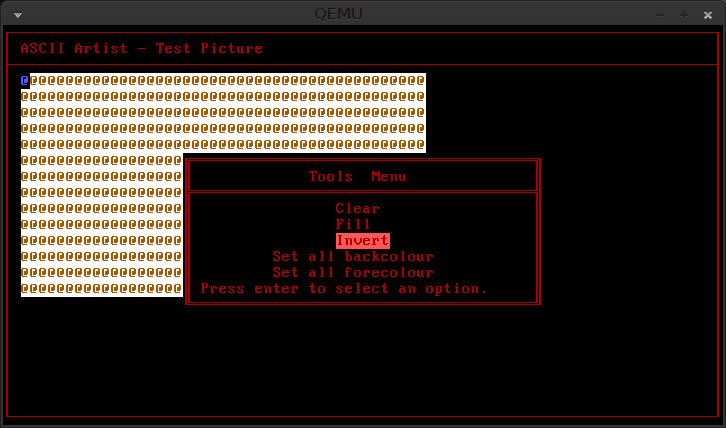 QEMU
ASCII Artist - Test Picture
@@@@@@@@@@@@@@@@@@@@@@@@@@@@@@@@@@@@@@@@@@@@@
@@@@@@@@@@@@@@@@@@@@@@@@@@@@@@@@@@@@@@@@@@@@@
@@@@@@@@@@@@@@@@@@@@@@@@@@@@@@@@@@@@@@@@@@@@@
@@@@@@@@@@@@@@@@@@@@@@@@@@@@@@@@@@@@@@@@@@@@@
@@@@@@@@@@@@@@@@@@@@@@@@@@@@@@@@@@@@@@@@@@@@@
@@@@@@@@@@@@@@@@@@
@@@@@@@@@@@@@@@@@@
@@@@@@@@@@@@@@@@@@
@@@@@@@@@@@@@@@@@@
@@@@@@@@@@@@@@@@@@
@@@@@@@@@@@@@@@@@@
@@@@@@@@@@@@@@@@@@
@@@@@@@@@@@@@@@@@@
@@@@@@@@@@@@@@@@@@
Tools Menu
Clear
Fill
Invert
Set all backcolour
Set all forecolour
Press enter to select an option.